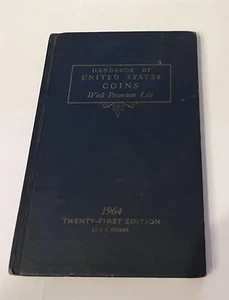 HANDBOOK OF
UNITED STATES
COINS
With Premium List
1964
TWENTY-FIRST EDITION